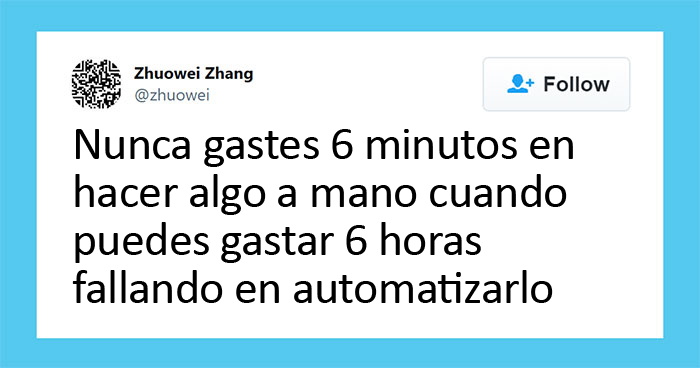 Zhuowei Zhang
@zhuowei
Follow
Nunca gastes 6 minutos en
hacer algo a mano cuando
puedes gastar 6 horas
fallando en automatizarlo